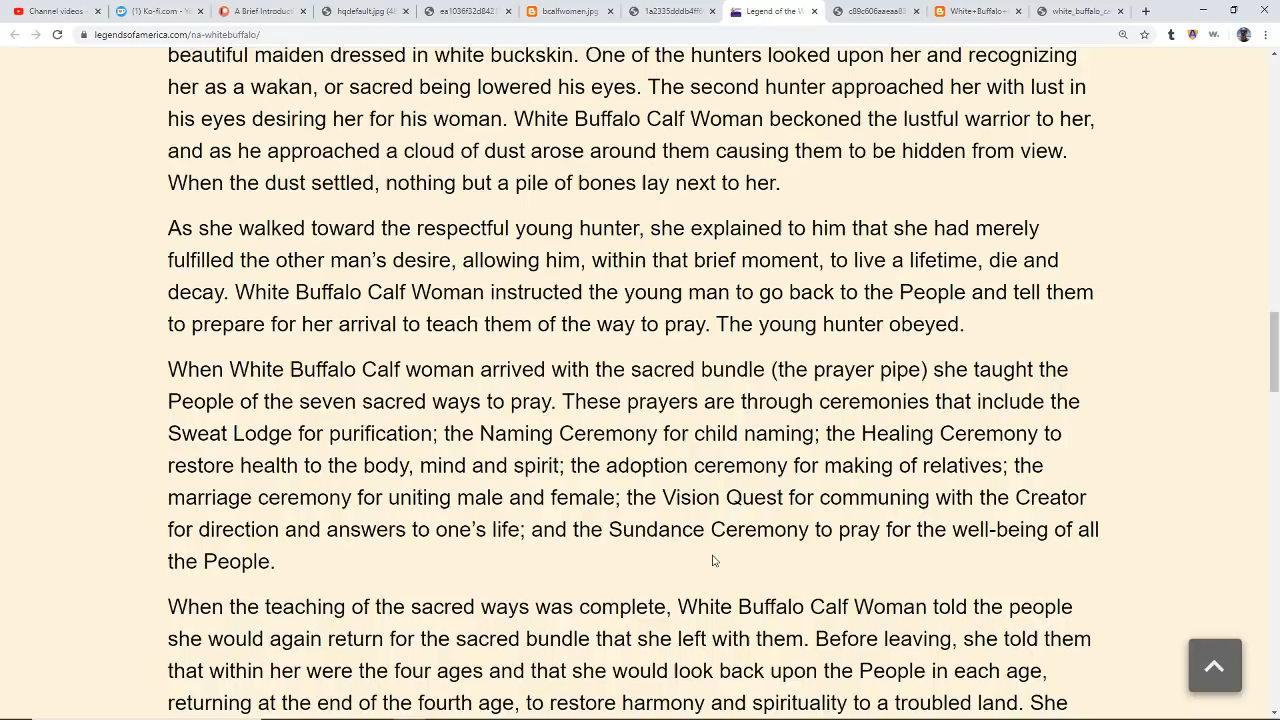 Channel videos -
(1) Ko-fi.com - Y
A Brief Introduc
hqdefault.jpg (48
ea1036f32d8421
bcalfwomen.jpg
1a2335dddb4ff6
Legend of the W
c89c606aaeaa83
White+Buffalo+
white_buffalo_ca
legendsofamerica.com/na-whitebuffalo/
beautiful maiden dressed in white buckskin. One of the hunters looked upon her and recognizing
her as a wakan, or sacred being lowered his eyes. The second hunter approached her with lust in
his eyes desiring her for his woman. White Buffalo Calf Woman beckoned the lustful warrior to her,
and as he approached a cloud of dust arose around them causing them to be hidden from view.
When the dust settled, nothing but a pile of bones lay next to her.
As she walked toward the respectful young hunter, she explained to him that she had merely
fulfilled the other man’s desire, allowing him, within that brief moment, to live a lifetime, die and
decay. White Buffalo Calf Woman instructed the young man to go back to the People and tell them
to prepare for her arrival to teach them of the way to pray. The young hunter obeyed.
When White Buffalo Calf woman arrived with the sacred bundle (the prayer pipe) she taught the
People of the seven sacred ways to pray. These prayers are through ceremonies that include the
Sweat Lodge for purification; the Naming Ceremony for child naming; the Healing Ceremony to
restore health to the body, mind and spirit; the adoption ceremony for making of relatives; the
marriage ceremony for uniting male and female; the Vision Quest for communing with the Creator
for direction and answers to one’s life; and the Sundance Ceremony to pray for the well-being of all
the People.
When the teaching of the sacred ways was complete, White Buffalo Calf Woman told the people
she would again return for the sacred bundle that she left with them. Before leaving, she told them
that within her were the four ages and that she would look back upon the People in each age,
returning at the end of the fourth age, to restore harmony and spirituality to a troubled land. She